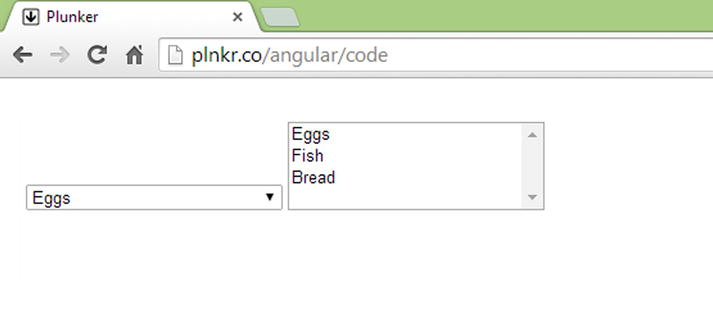 Plunker
plnkr.co/angular/code
Eggs
Fish
Bread
Eggs